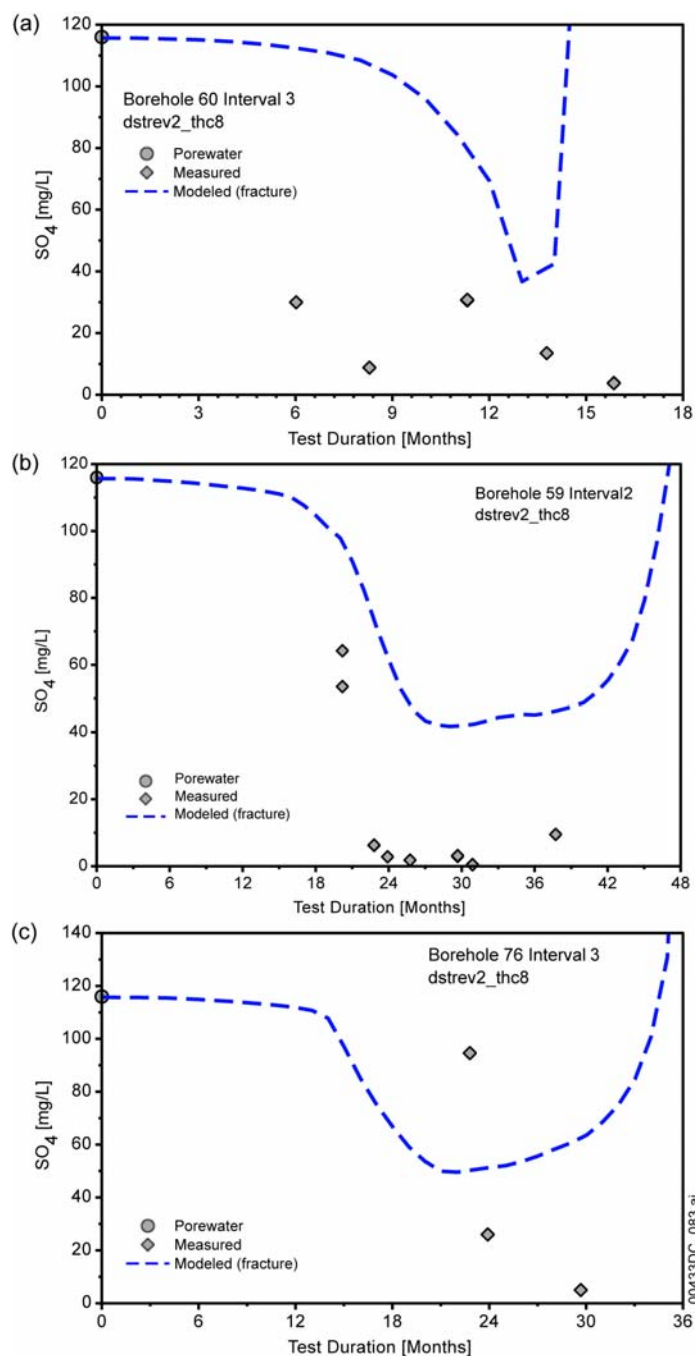 (a)
120
100
80
60
40
20
0
SO4 [mg/L]
Borehole 60 Interval 3
dstrev2_thc8
Porewater
Measured
Modeled (fracture)
0 3 6 9 12 15 18
Test Duration [Months]
(b)
120
100
80
60
40
20
0
SO4 [mg/L]
Borehole 59 Interval2
dstrev2_thc8
Porewater
Measured
Modeled (fracture)
0 6 12 18 24 30 36 42 48
Test Duration [Months]
(c)
140
120
100
80
60
40
20
0
SO4 [mg/L]
Borehole 76 Interval 3
dstrev2_thc8
Porewater
Measured
Modeled (fracture)
0 6 12 18 24 30 36
Test Duration [Months]
00433DC_083.ai